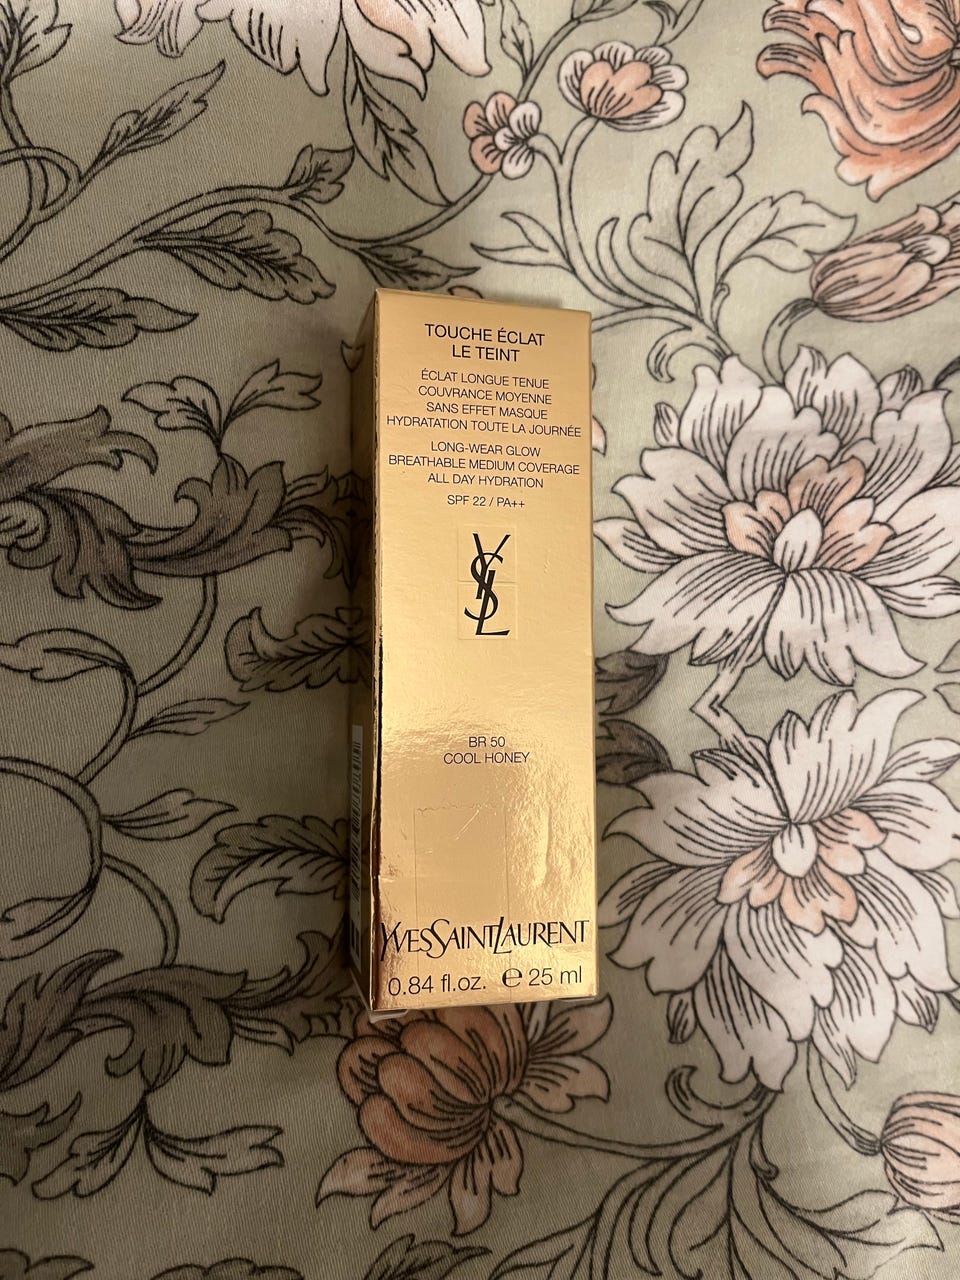 TOUCHE ÉCLAT
LE TEINT
ÉCLAT LONGUE TENUE
COUVRANCE MOYENNE
SANS EFFET MASQUE
HYDRATATION TOUTE LA JOURNÉE
LONG-WEAR GLOW
BREATHABLE MEDIUM COVERAGE
ALL DAY HYDRATION
SPF 22 / PA++
YSL
BR 50
COOL HONEY
YVESSAINTLAURENT
0.84 fl.oz. ℮ 25 ml